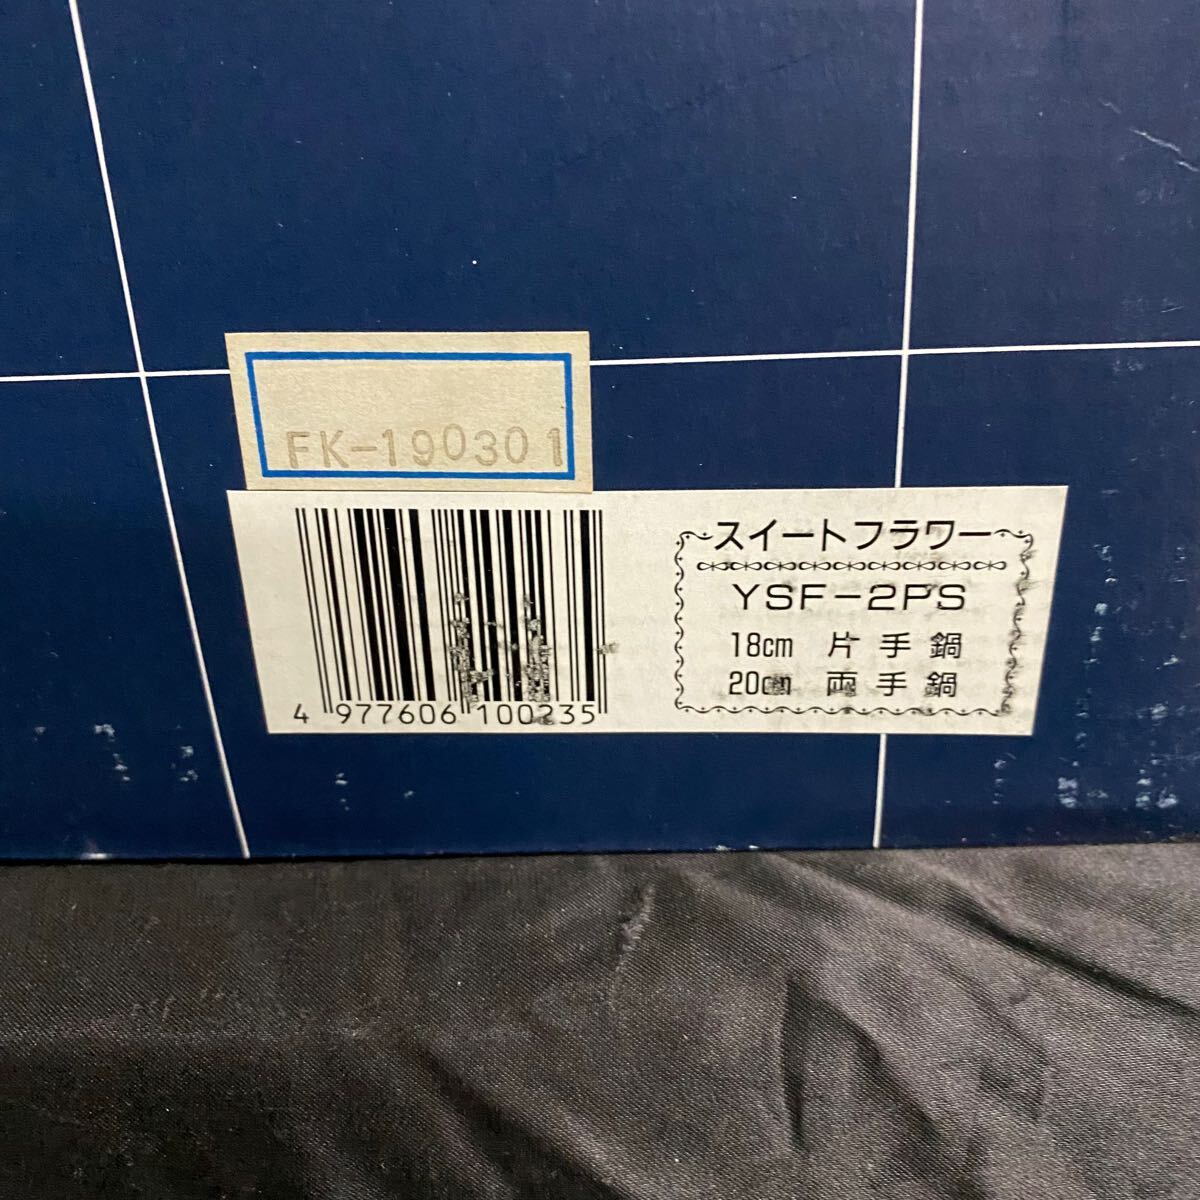 FK-190301
4 977606 100235
スイートフラワー
YSF-2PS
18cm 片手鍋
20cm 両手鍋